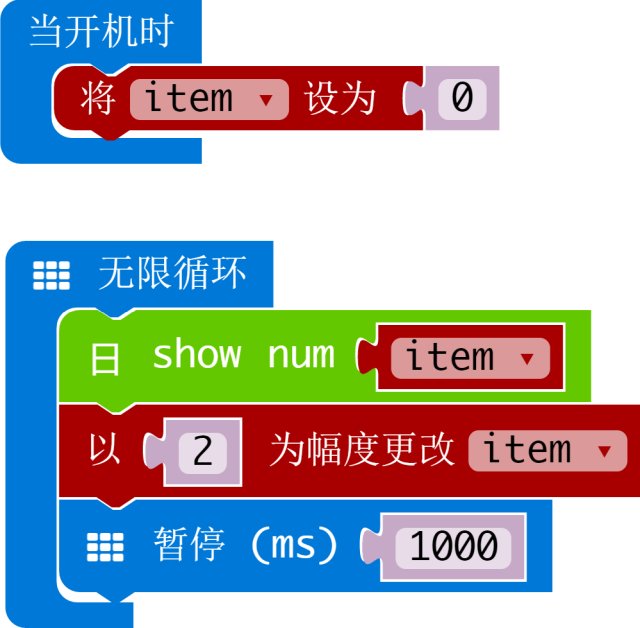 当开机时
将 item 设为 0
无限循环
show num item
以 2 为幅度更改 item
暂停 (ms) 1000